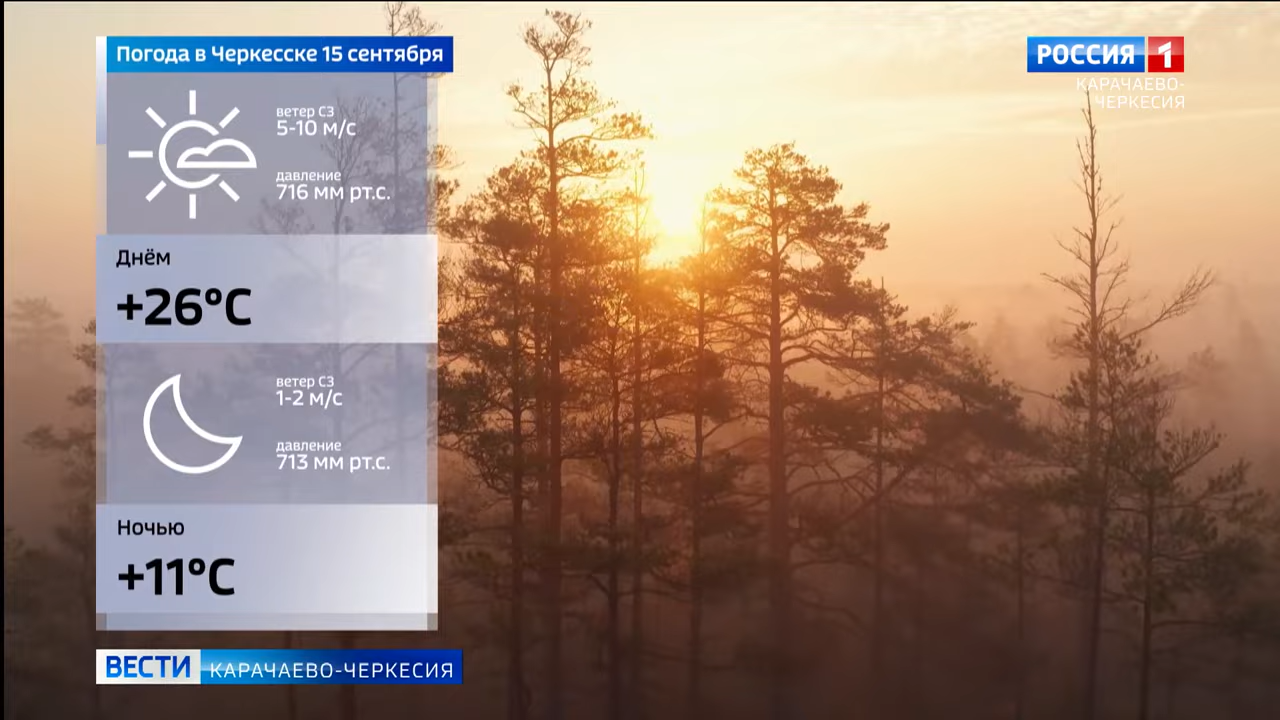 Погода в Черкесске 15 сентября
РОССИЯ 1
КАРАЧАЕВО-
ЧЕРКЕСИЯ
ветер СЗ
5-10 м/с
давление
716 мм рт.с.
Днём
+26°C
ветер СЗ
1-2 м/с
давление
713 мм рт.с.
Ночью
+11°C
ВЕСТИ КАРАЧАЕВО-ЧЕРКЕСИЯ